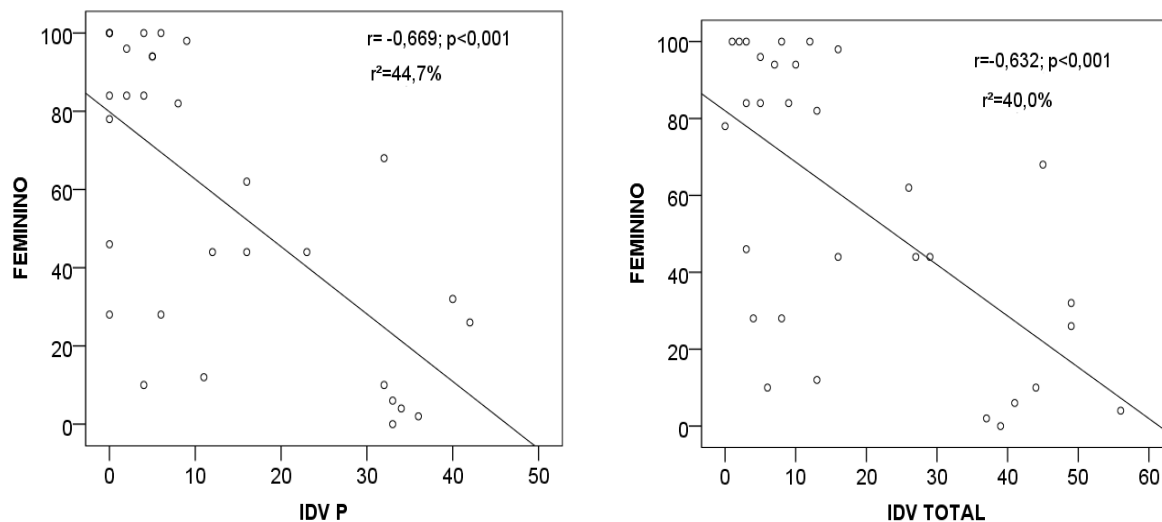 r= -0,669; p<0,001
r²=44,7%
100
80
60
40
20
0
FEMININO
0 10 20 30 40 50
IDV P
r=-0,632; p<0,001
r²=40,0%
100
80
60
40
20
0
FEMININO
0 10 20 30 40 50 60
IDV TOTAL